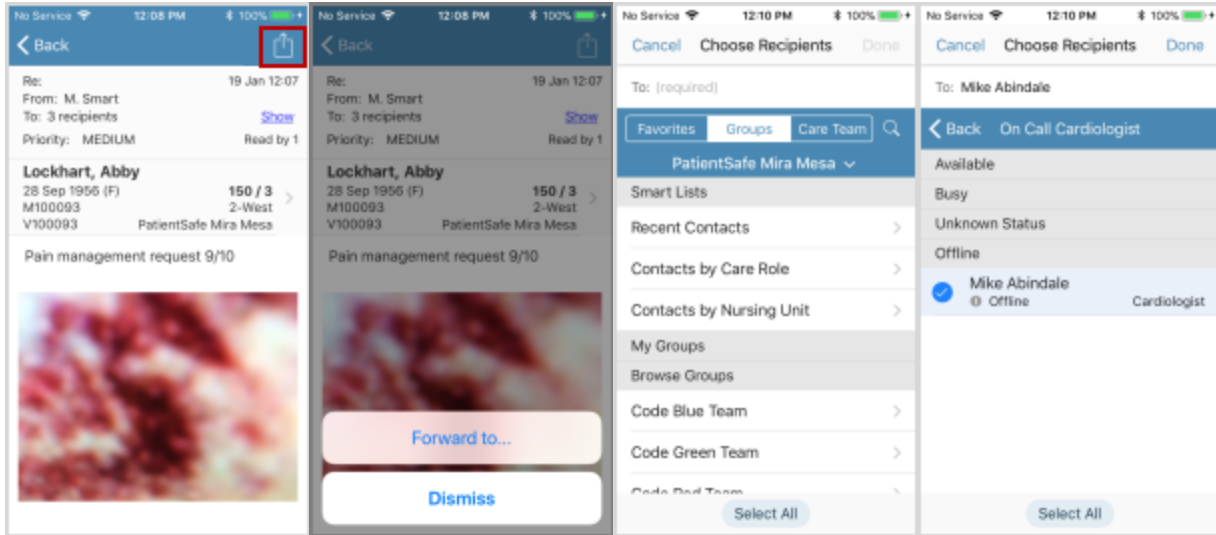 No Service 12:08 PM 100%
Back
Re: 19 Jan 12:07
From: M. Smart
To: 3 recipients Show
Priority: MEDIUM Read by 1
Lockhart, Abby
28 Sep 1956 (F) 150 / 3
M100093 2-West
V100093 PatientSafe Mira Mesa
Pain management request 9/10
No Service 12:08 PM 100%
Back
Re: 19 Jan 12:07
From: M. Smart
To: 3 recipients Show
Priority: MEDIUM Read by 1
Lockhart, Abby
28 Sep 1956 (F) 150 / 3
M100093 2-West
V100093 PatientSafe Mira Mesa
Pain management request 9/10
Forward to...
Dismiss
No Service 12:10 PM 100%
Cancel Choose Recipients Done
To: (required)
Favorites Groups Care Team
PatientSafe Mira Mesa
Smart Lists
Recent Contacts
Contacts by Care Role
Contacts by Nursing Unit
My Groups
Browse Groups
Code Blue Team
Code Green Team
Code Red Team
Select All
No Service 12:10 PM 100%
Cancel Choose Recipients Done
To: Mike Abindale
Back On Call Cardiologist
Available
Busy
Unknown Status
Offline
Mike Abindale
Offline Cardiologist
Select All